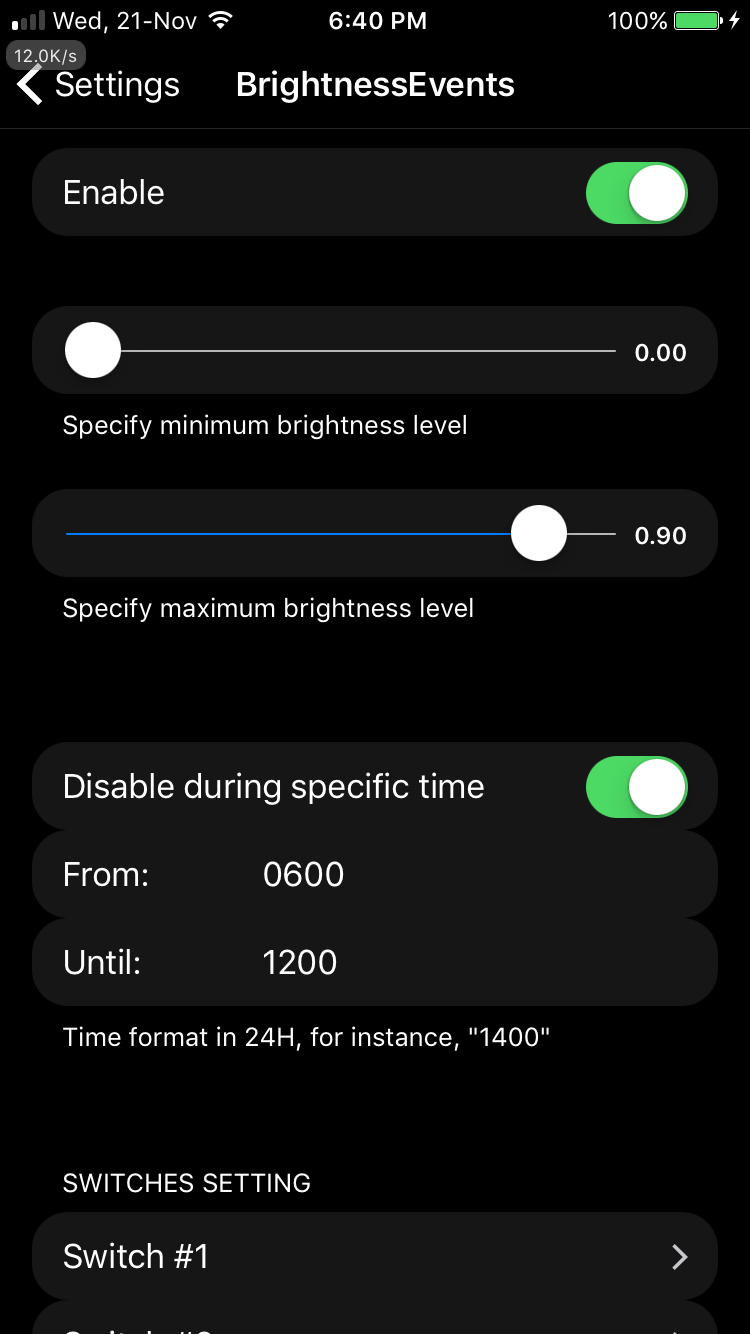 Wed, 21-Nov 6:40 PM 100%
12.0K/s
Settings BrightnessEvents
Enable
0.00
Specify minimum brightness level
0.90
Specify maximum brightness level
Disable during specific time
From: 0600
Until: 1200
Time format in 24H, for instance, "1400"
SWITCHES SETTING
Switch #1